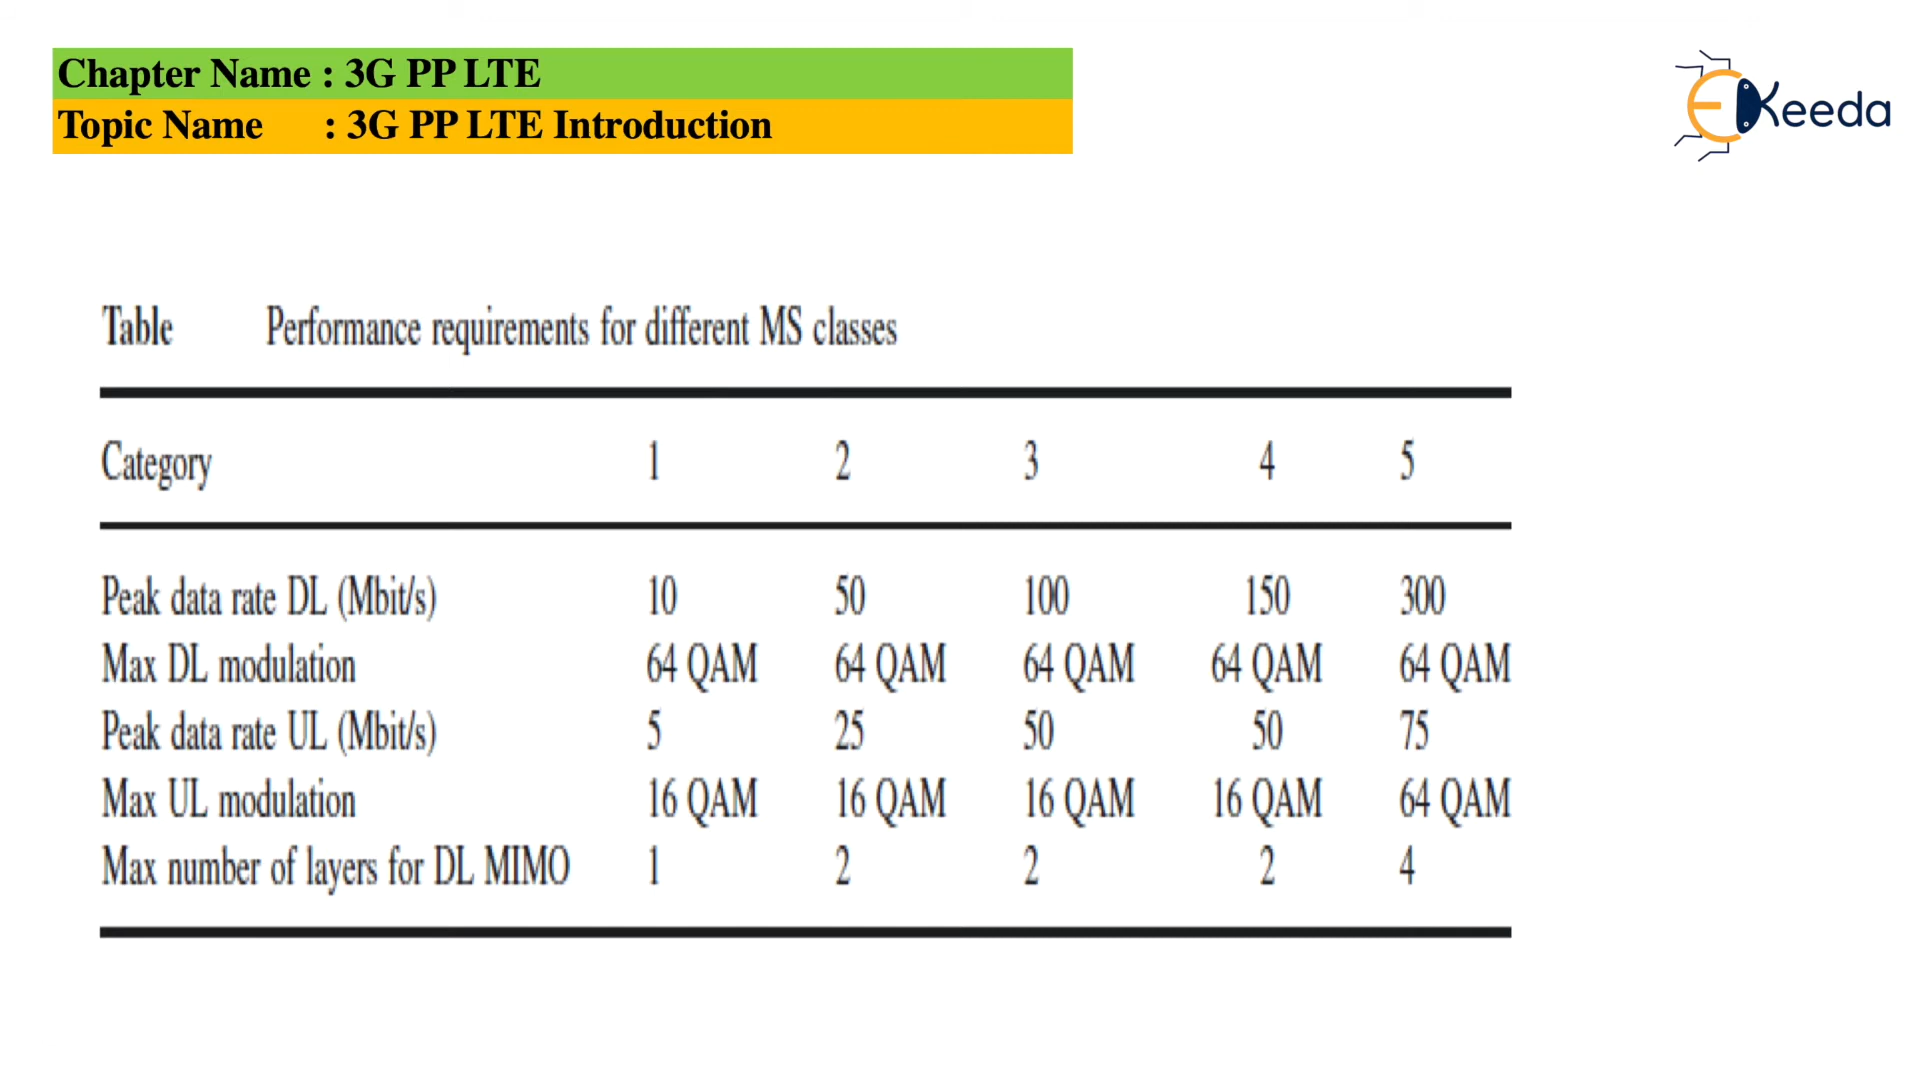 Chapter Name : 3G PP LTE
Topic Name : 3G PP LTE Introduction
EKeeda
Table Performance requirements for different MS classes
Category 1 2 3 4 5
Peak data rate DL (Mbit/s) 10 50 100 150 300
Max DL modulation 64 QAM 64 QAM 64 QAM 64 QAM 64 QAM
Peak data rate UL (Mbit/s) 5 25 50 50 75
Max UL modulation 16 QAM 16 QAM 16 QAM 16 QAM 64 QAM
Max number of layers for DL MIMO 1 2 2 2 4